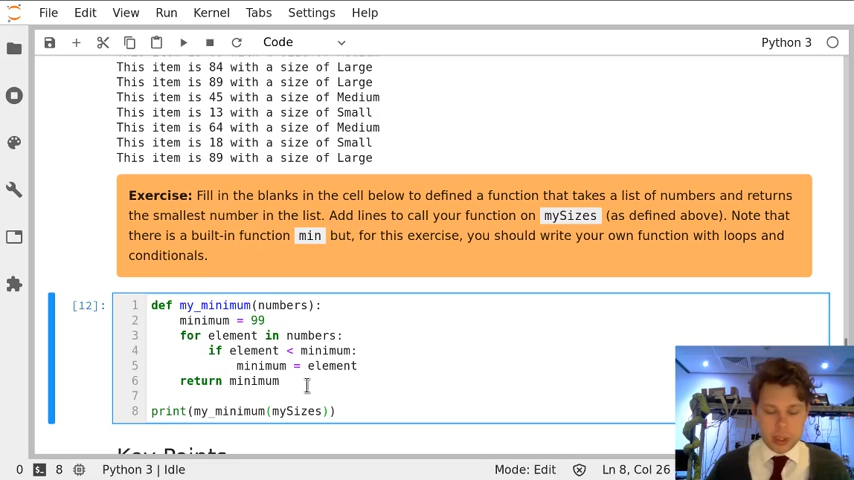 File Edit View Run Kernel Tabs Settings Help
Code Python 3
This item is 84 with a size of Large
This item is 89 with a size of Large
This item is 45 with a size of Medium
This item is 13 with a size of Small
This item is 64 with a size of Medium
This item is 18 with a size of Small
This item is 89 with a size of Large
Exercise: Fill in the blanks in the cell below to defined a function that takes a list of numbers and returns
the smallest number in the list. Add lines to call your function on mySizes (as defined above). Note that
there is a built-in function min but, for this exercise, you should write your own function with loops and
conditionals.
[12]: 1 def my_minimum(numbers):
2 minimum = 99
3 for element in numbers:
4 if element < minimum:
5 minimum = element
6 return minimum
7
8 print(my_minimum(mySizes))
Key Points
0 8 Python 3 | Idle Mode: Edit Ln 8, Col 26